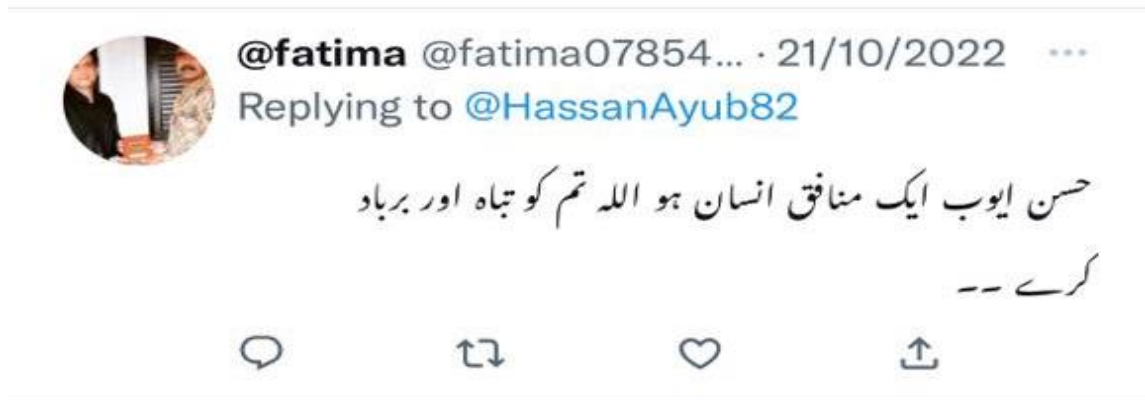 @fatima @fatima07854... · 21/10/2022
Replying to @HassanAyub82
حسن ایوب ایک منافق انسان ہو اللہ تم کو تباہ اور برباد
کرے --